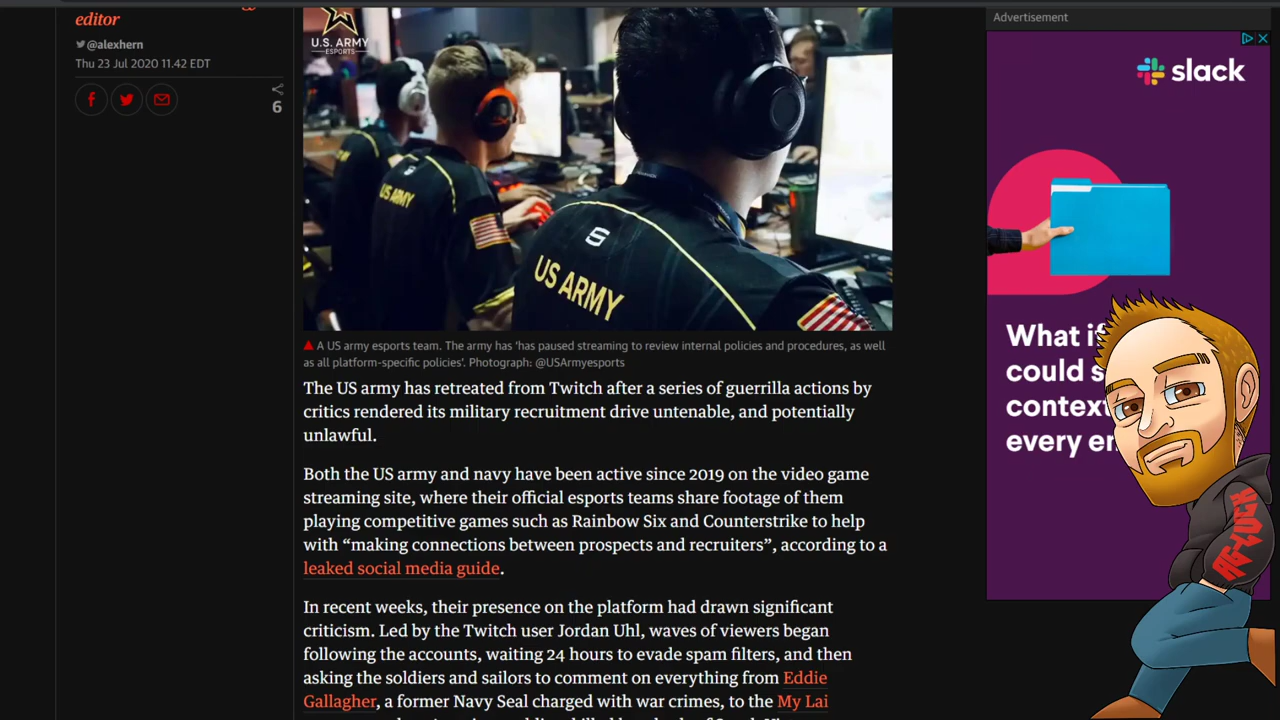 editor
@alexhern
Thu 23 Jul 2020 11.42 EDT
6
U.S. ARMY
ESPORTS
US ARMY
US ARMY
A US army esports team. The army has ‘has paused streaming to review internal policies and procedures, as well
as all platform-specific policies’. Photograph: @USArmyesports
The US army has retreated from Twitch after a series of guerrilla actions by
critics rendered its military recruitment drive untenable, and potentially
unlawful.
Both the US army and navy have been active since 2019 on the video game
streaming site, where their official esports teams share footage of them
playing competitive games such as Rainbow Six and Counterstrike to help
with “making connections between prospects and recruiters”, according to a
leaked social media guide.
In recent weeks, their presence on the platform had drawn significant
criticism. Led by the Twitch user Jordan Uhl, waves of viewers began
following the accounts, waiting 24 hours to evade spam filters, and then
asking the soldiers and sailors to comment on everything from Eddie
Gallagher, a former Navy Seal charged with war crimes, to the My Lai
Advertisement
slack
What if
could s
context
every em